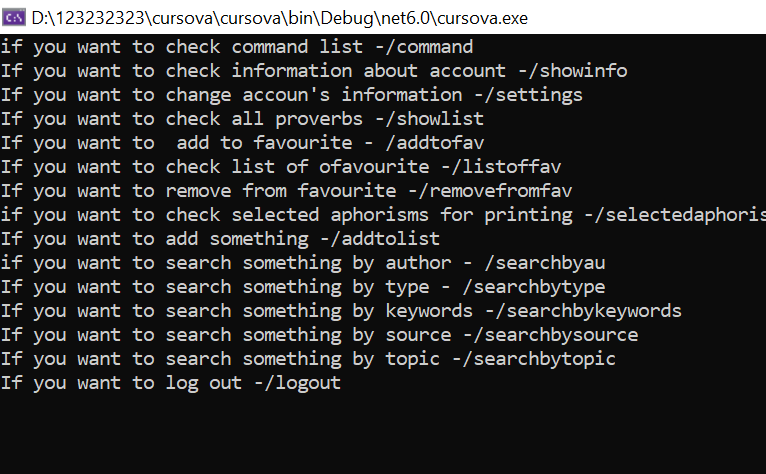 D:\123232323\cursova\cursova\bin\Debug\net6.0\cursova.exe
if you want to check command list -/command
If you want to check information about account -/showinfo
If you want to change accoun's information -/settings
If you want to check all proverbs -/showlist
If you want to  add to favourite - /addtofav
If you want to check list of ofavourite -/listoffav
If you want to remove from favourite -/removefromfav
if you want to check selected aphorisms for printing -/selectedaphoris
If you want to add something -/addtolist
if you want to search something by author - /searchbyau
If you want to search something by type - /searchbytype
If you want to search something by keywords -/searchbykeywords
If you want to search something by source -/searchbysource
If you want to search something by topic -/searchbytopic
If you want to log out -/logout